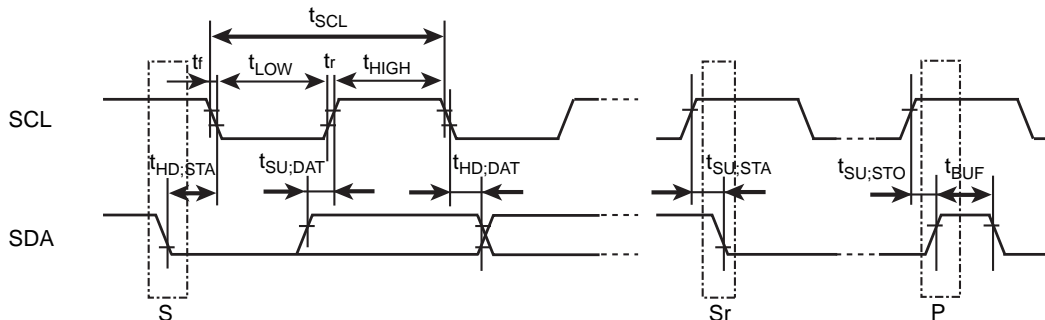 tSCL
tf tLOW tr tHIGH
SCL
tHD;STA tSU;DAT tHD;DAT tSU;STA tSU;STO tBUF
SDA
S Sr P